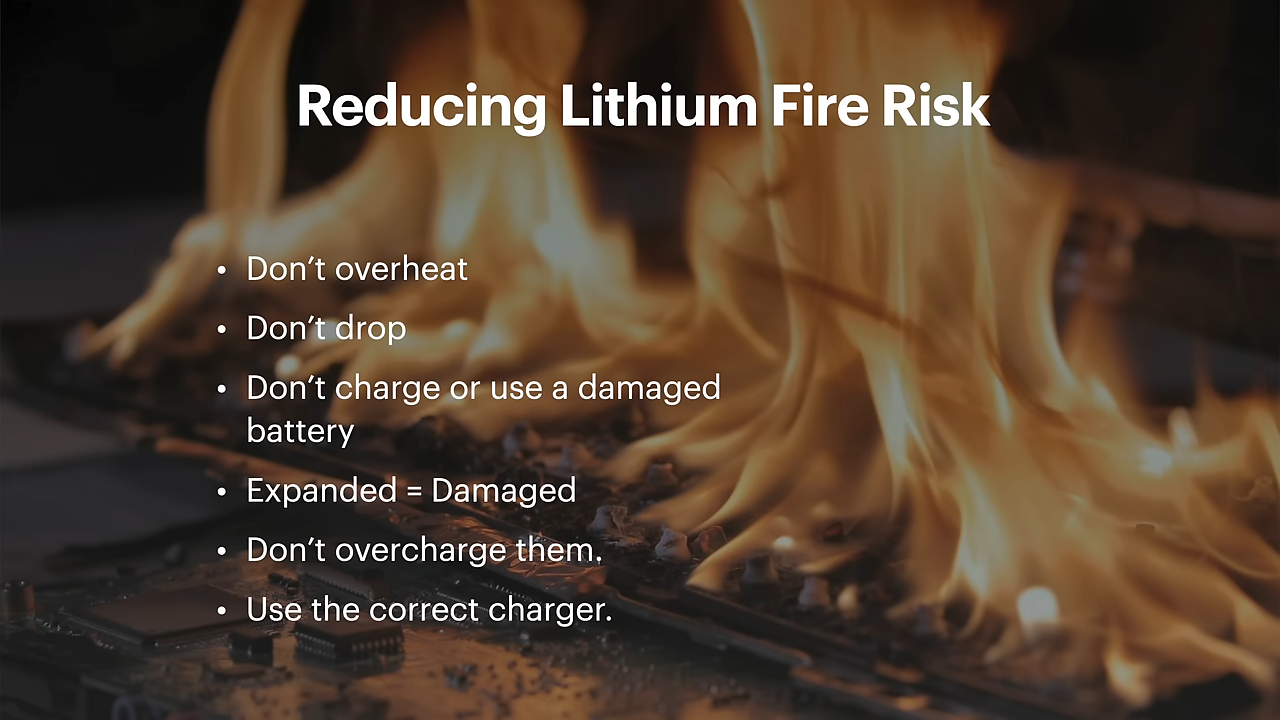 Reducing Lithium Fire Risk
• Don’t overheat
• Don’t drop
• Don’t charge or use a damaged
battery
• Expanded = Damaged
• Don’t overcharge them.
• Use the correct charger.